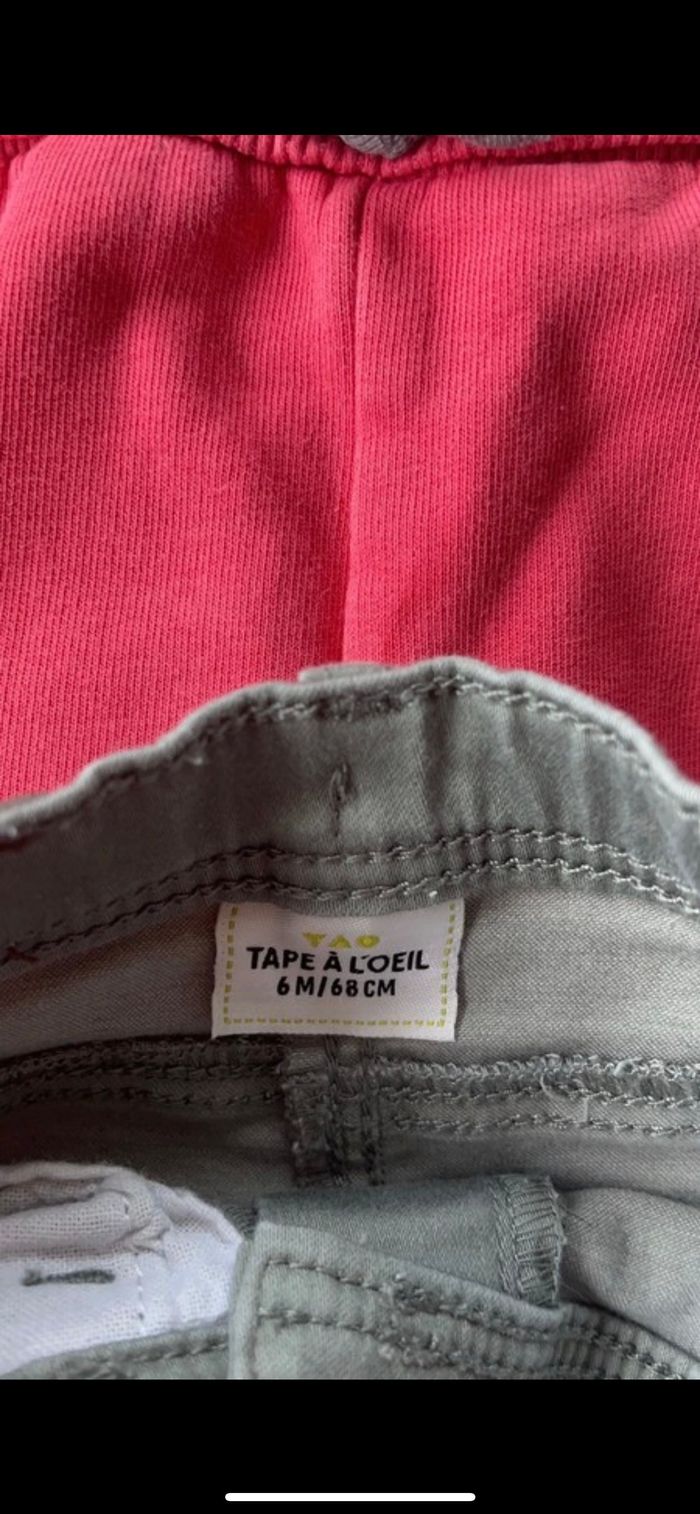 TAO
TAPE À L'OEIL
6M/68CM